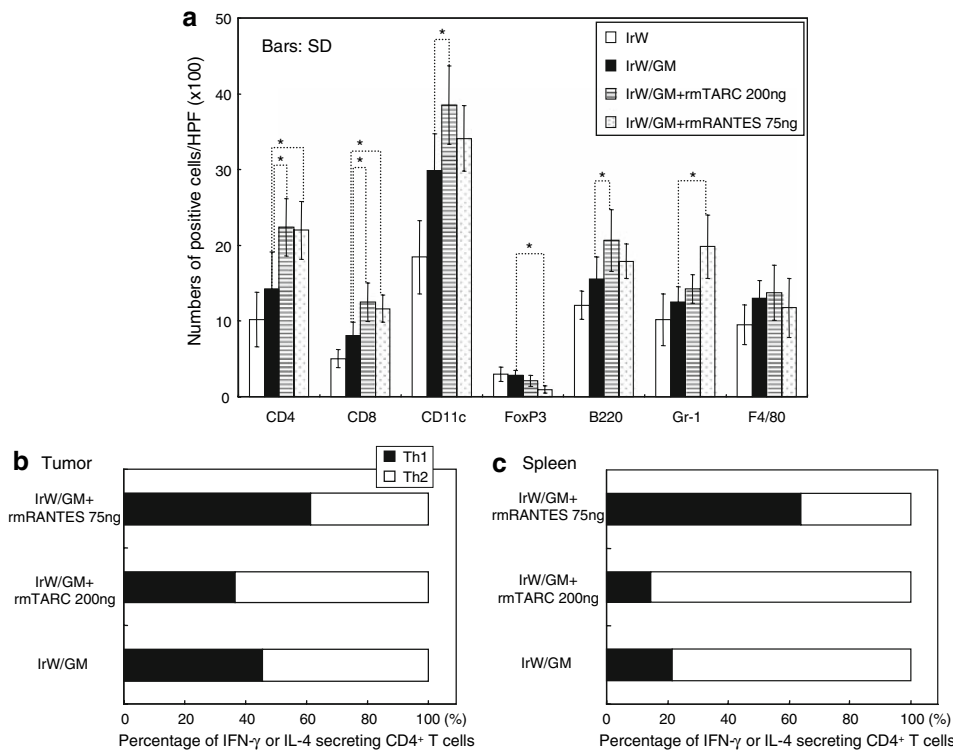 a
Numbers of positive cells/HPF (x100)
50
40
30
20
10
0
Bars: SD
IrW
IrW/GM
IrW/GM+rmTARC 200ng
IrW/GM+rmRANTES 75ng
*
*
*
*
*
*
*
*
CD4
CD8
CD11c
FoxP3
B220
Gr-1
F4/80
b Tumor
Th1
Th2
IrW/GM+
rmRANTES 75ng
IrW/GM+
rmTARC 200ng
IrW/GM
0 20 40 60 80 100 (%)
Percentage of IFN-γ or IL-4 secreting CD4+ T cells
c Spleen
IrW/GM+
rmRANTES 75ng
IrW/GM+
rmTARC 200ng
IrW/GM
0 20 40 60 80 100 (%)
Percentage of IFN-γ or IL-4 secreting CD4+ T cells